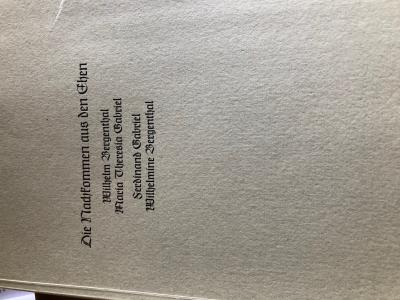 Die Nachkommen aus den Ehen
Wilhelm Bergenthal
Maria Theresia Gabriel
Ferdinand Gabriel
Wilhelmine Bergenthal